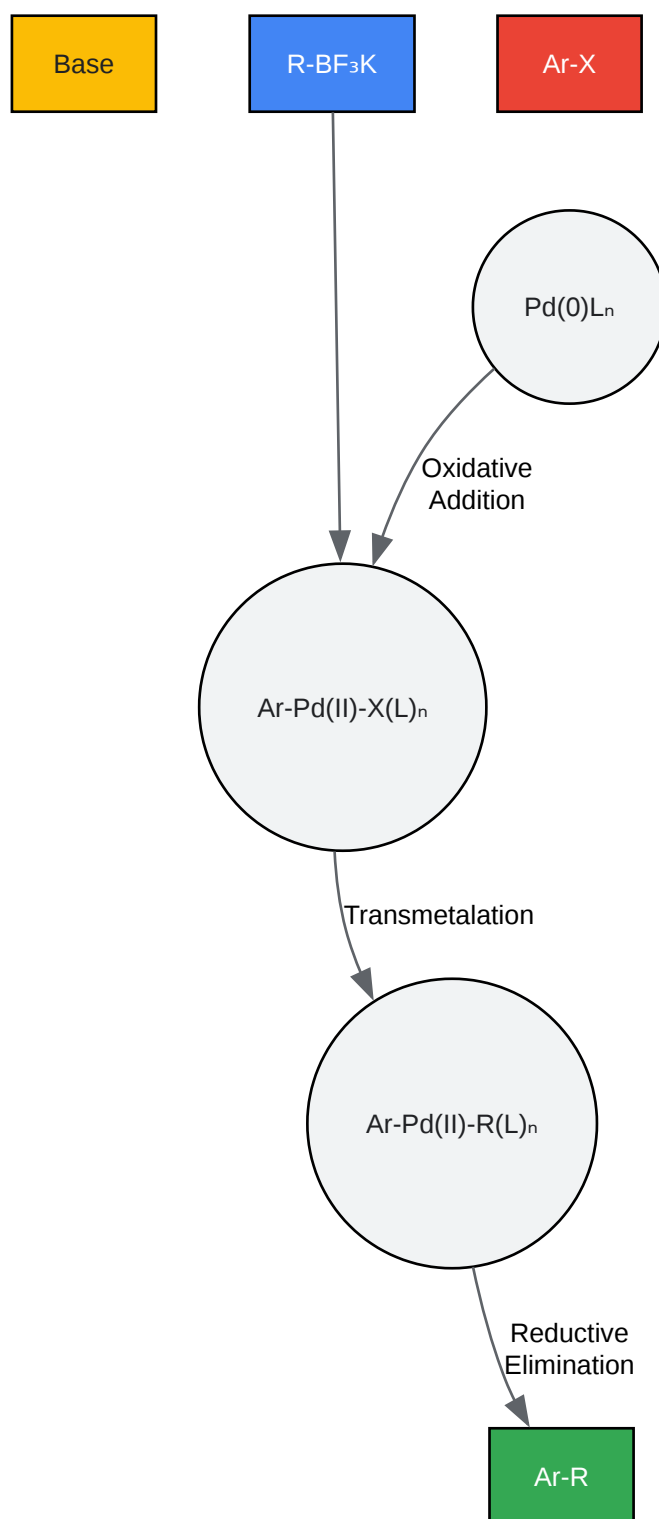 Base
R-BF₃K
Ar-X
Pd(0)Lₙ
Oxidative
Addition
Ar-Pd(II)-X(L)ₙ
Transmetalation
Ar-Pd(II)-R(L)ₙ
Reductive
Elimination
Ar-R